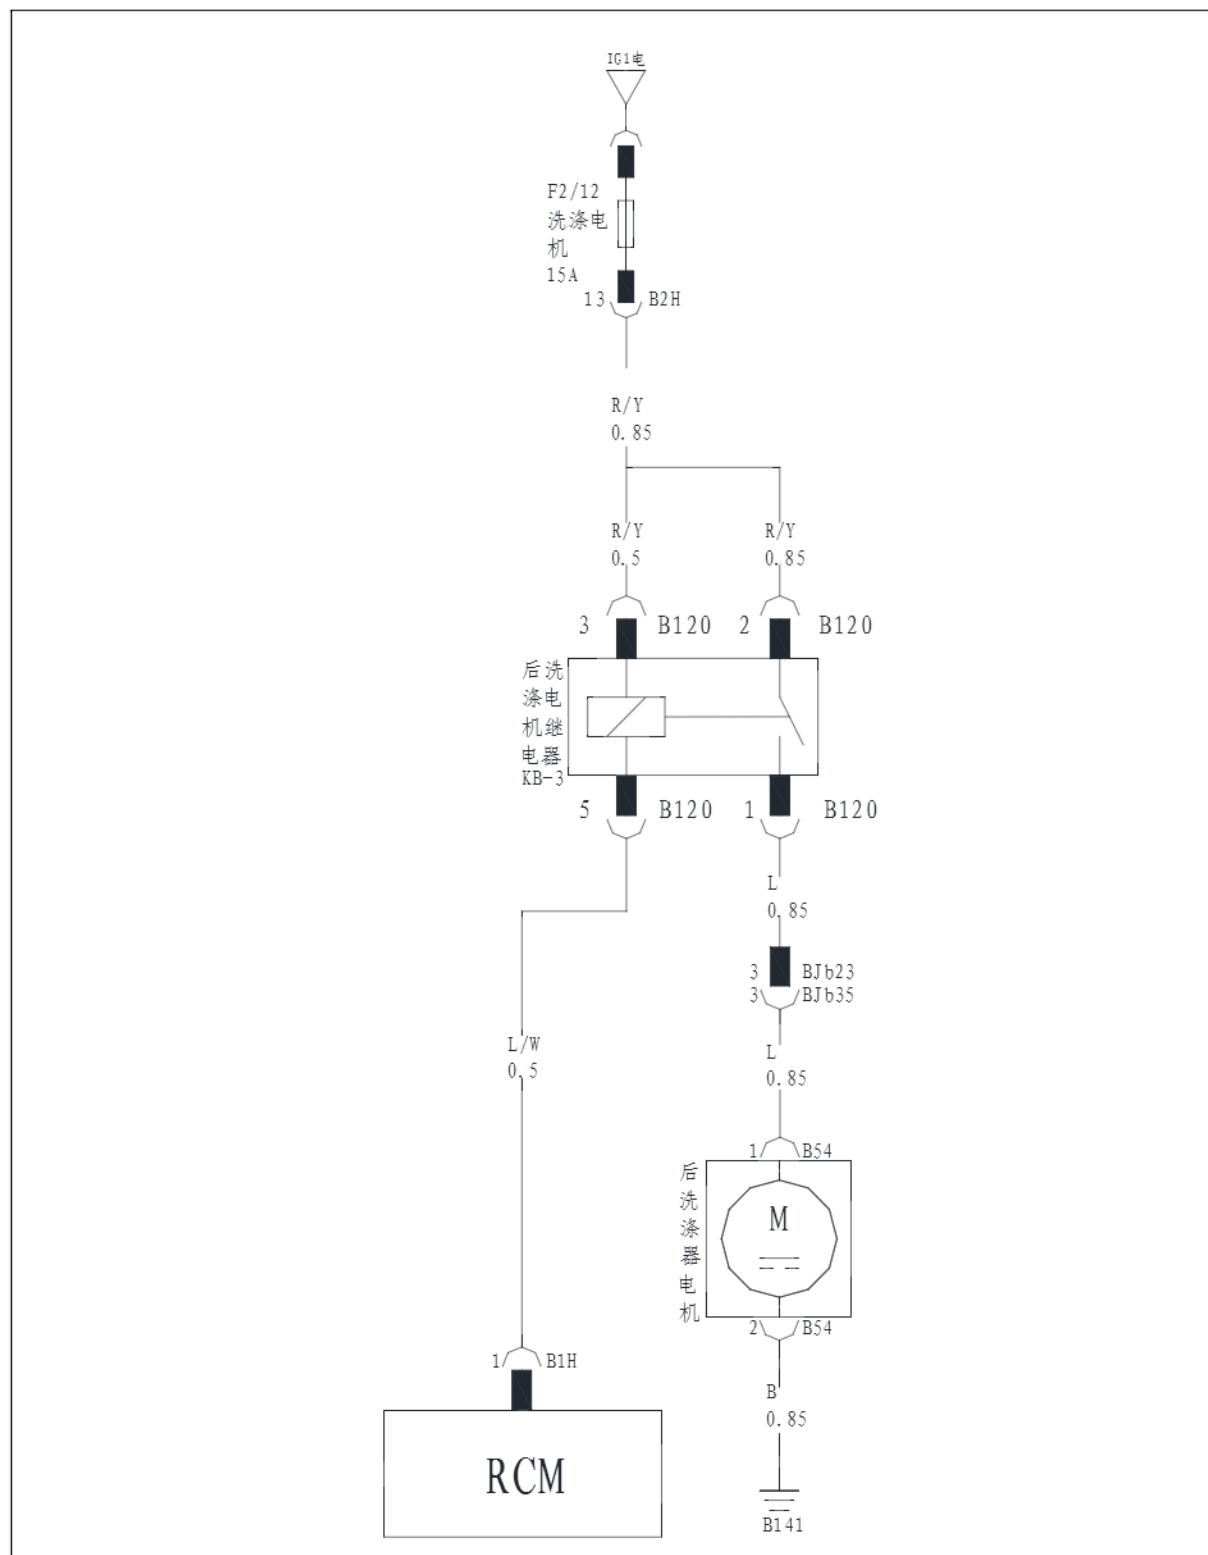 IG1电
F2/12
洗涤电
机
15A
13 B2H
R/Y
0.85
R/Y R/Y
0.5 0.85
3 B120 2 B120
后洗
涤电
机继
电器
KB-3
5 B120 1 B120
L
0.85
3 BJb23
3 BJb35
L/W L
0.5 0.85
1 B54
后
洗
涤
器
电
机
M
2 B54
1 B1H
B
0.85
RCM
B141